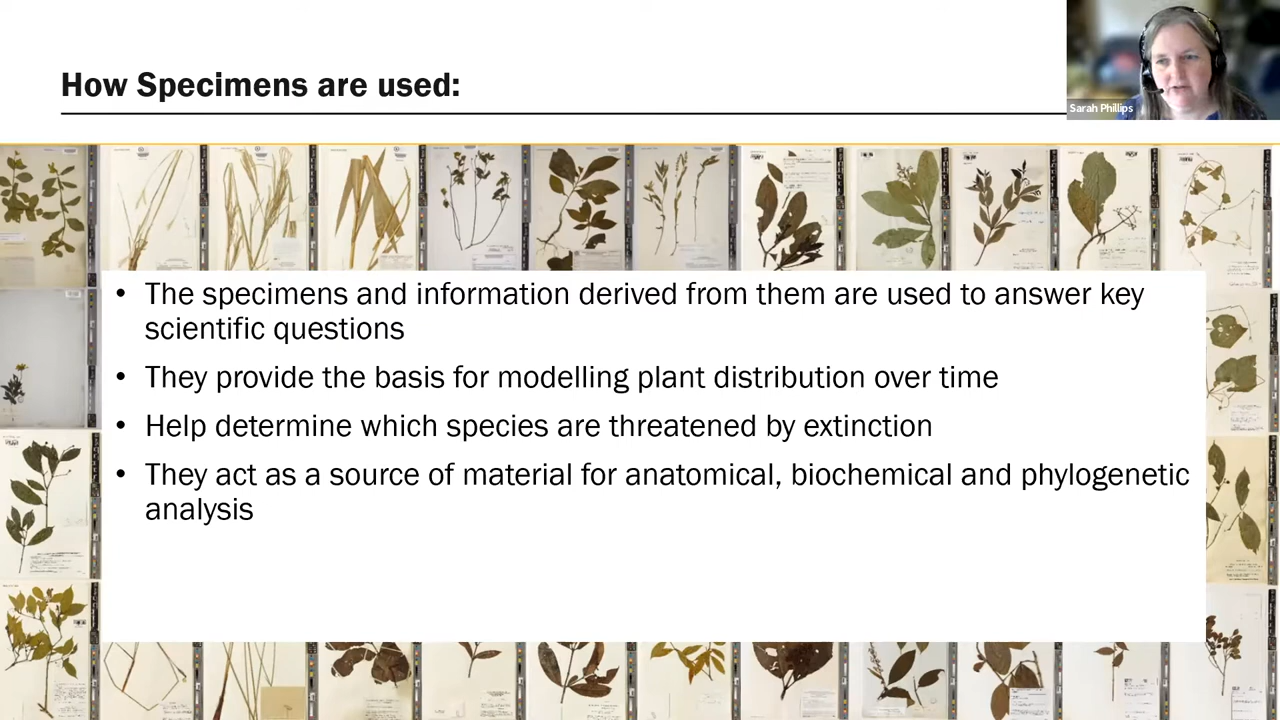 How Specimens are used:
Sarah Phillips
• The specimens and information derived from them are used to answer key
scientific questions
• They provide the basis for modelling plant distribution over time
• Help determine which species are threatened by extinction
• They act as a source of material for anatomical, biochemical and phylogenetic
analysis